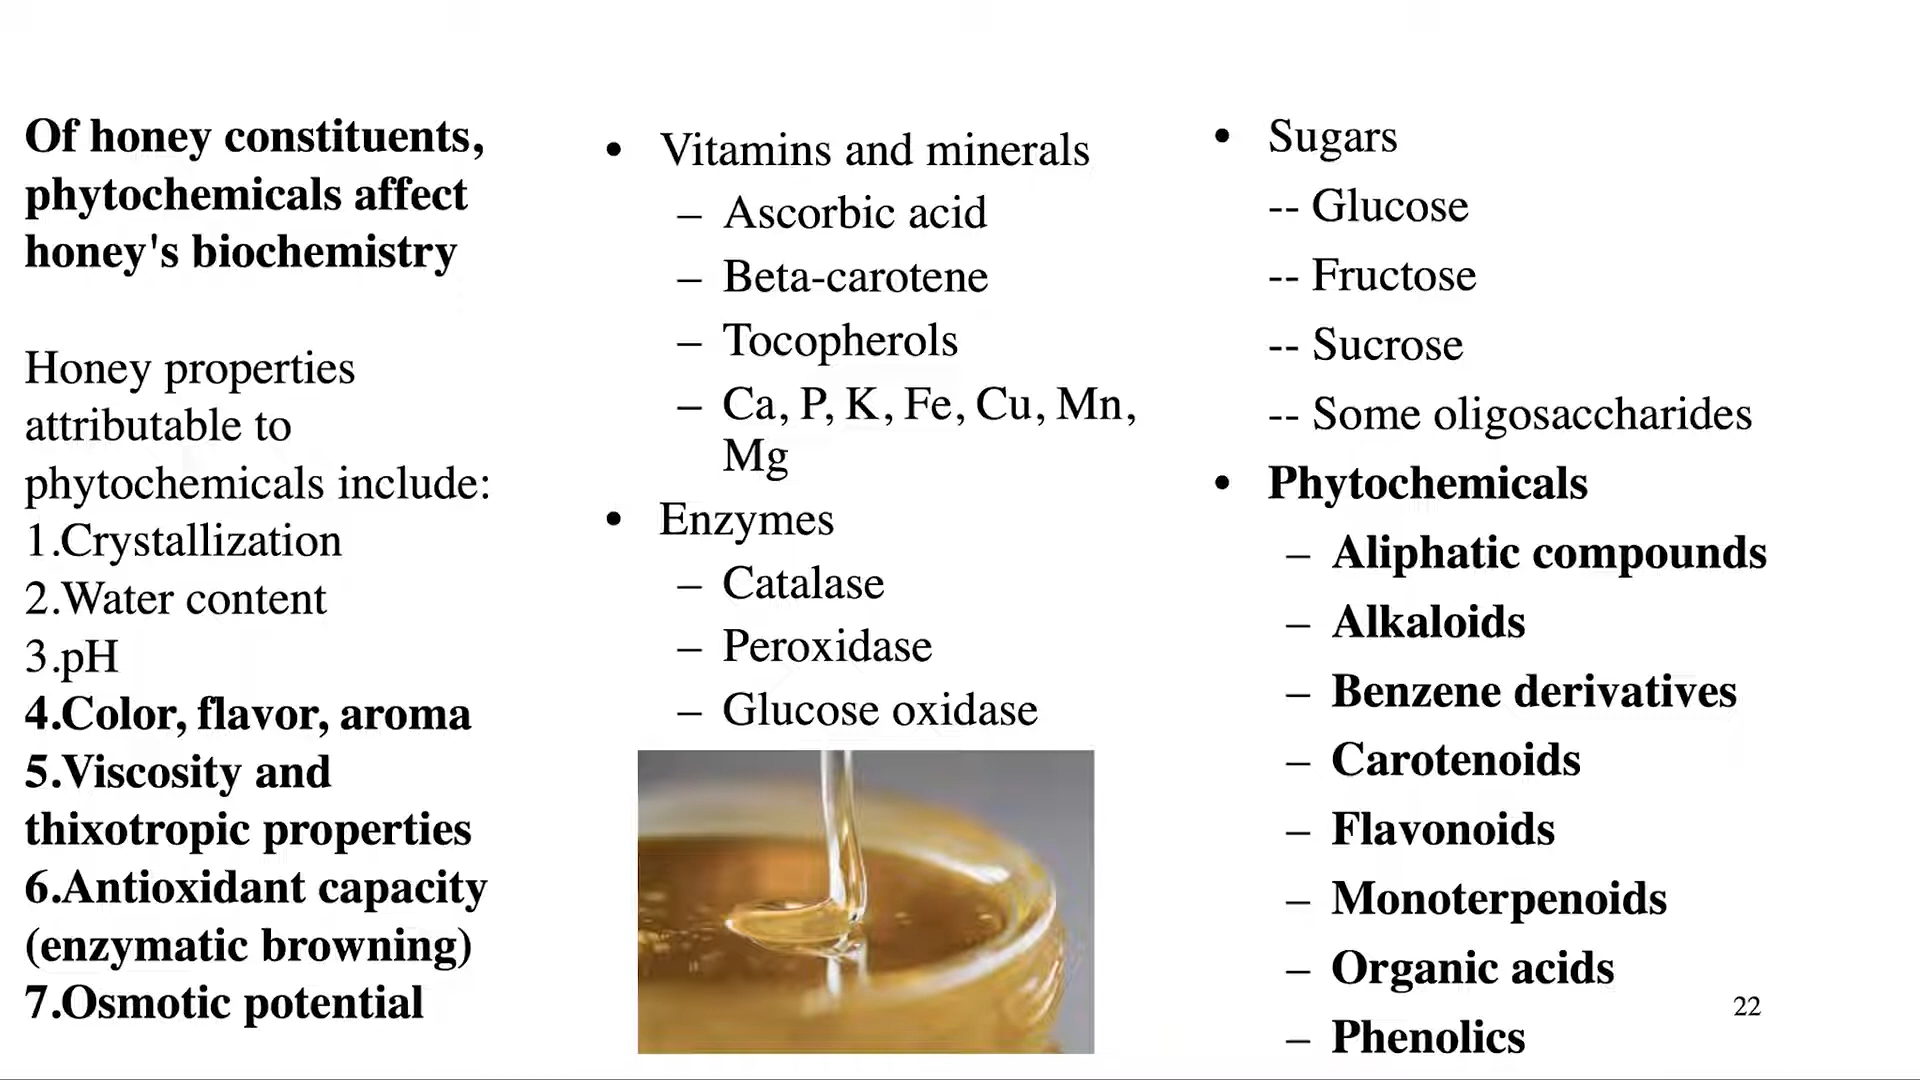 Of honey constituents,
phytochemicals affect
honey's biochemistry
Honey properties
attributable to
phytochemicals include:
1.Crystallization
2.Water content
3.pH
4.Color, flavor, aroma
5.Viscosity and
thixotropic properties
6.Antioxidant capacity
(enzymatic browning)
7.Osmotic potential
• Vitamins and minerals
– Ascorbic acid
– Beta-carotene
– Tocopherols
– Ca, P, K, Fe, Cu, Mn,
Mg
• Enzymes
– Catalase
– Peroxidase
– Glucose oxidase
• Sugars
-- Glucose
-- Fructose
-- Sucrose
-- Some oligosaccharides
• Phytochemicals
– Aliphatic compounds
– Alkaloids
– Benzene derivatives
– Carotenoids
– Flavonoids
– Monoterpenoids
– Organic acids
– Phenolics
22